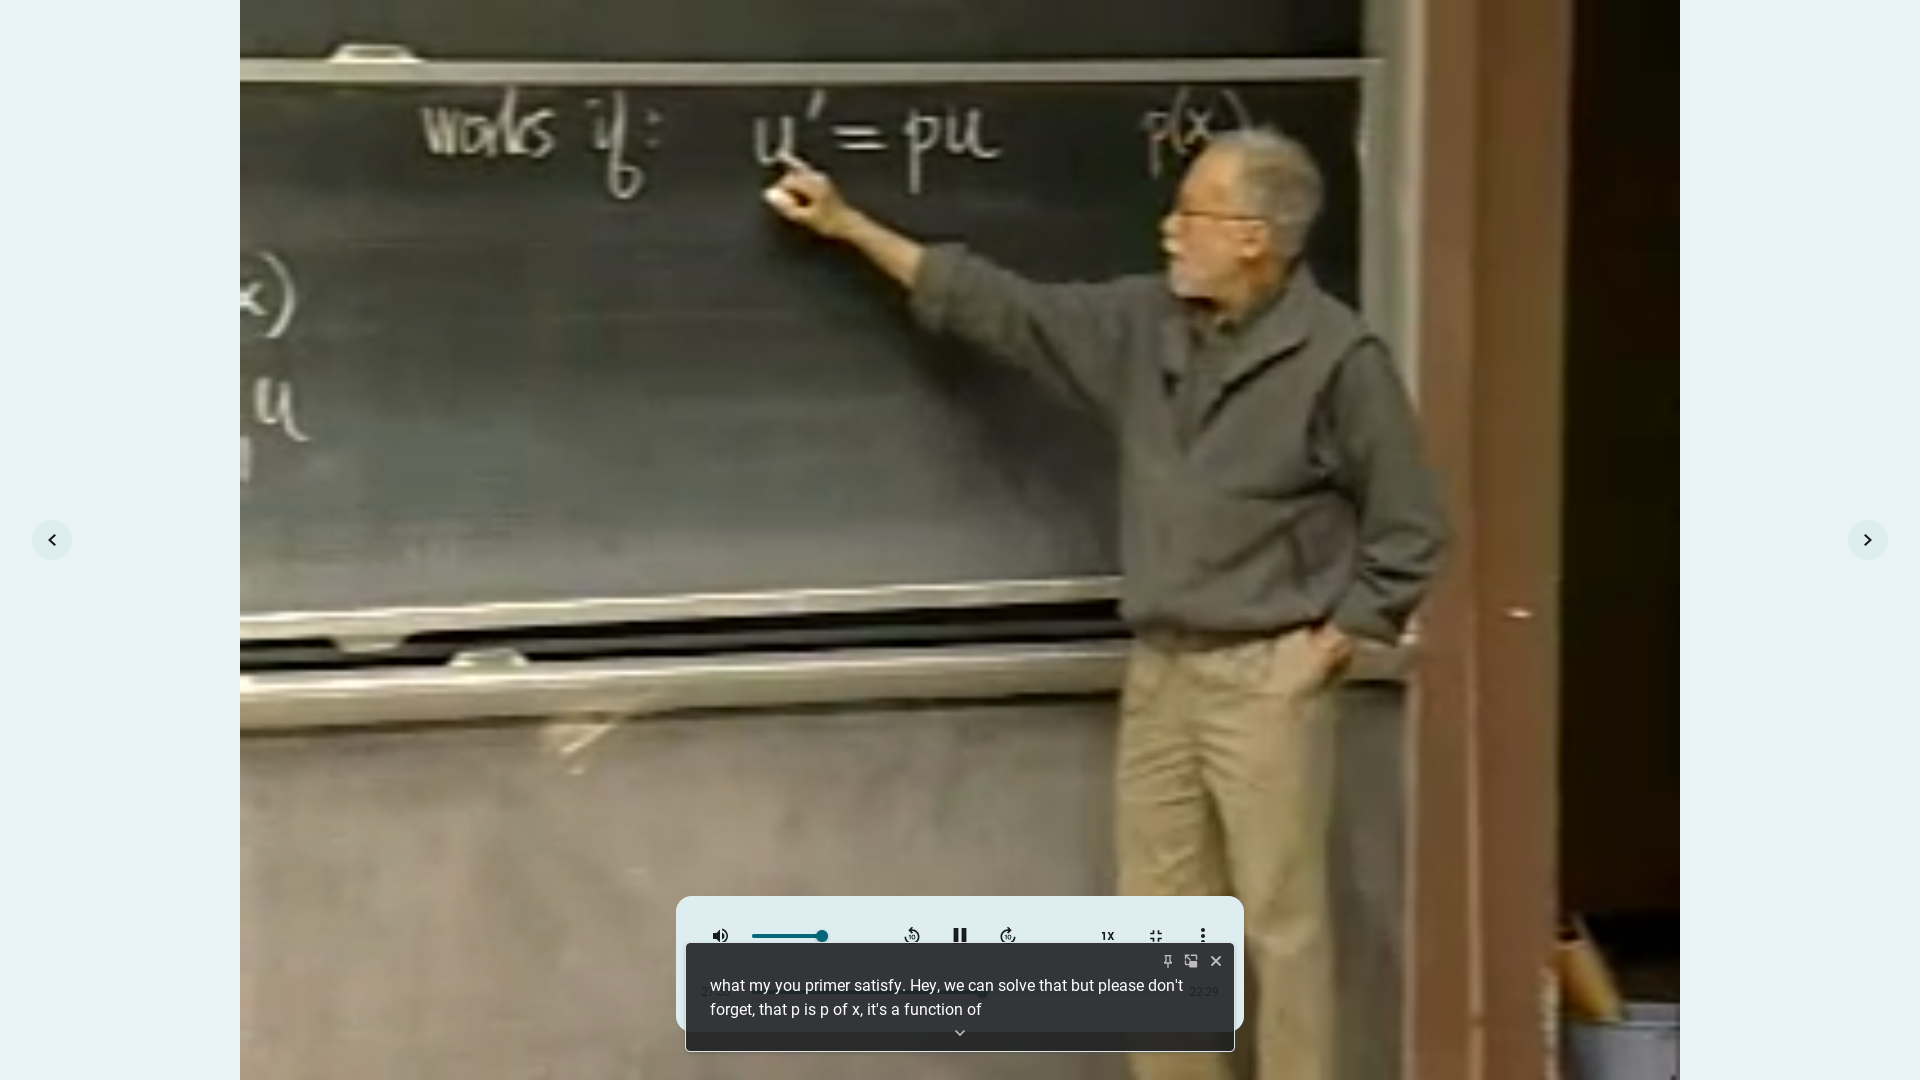 works if: u' = pu p(x)
x)
u
1X
what my you primer satisfy. Hey, we can solve that but please don't
forget, that p is p of x, it's a function of
22:29